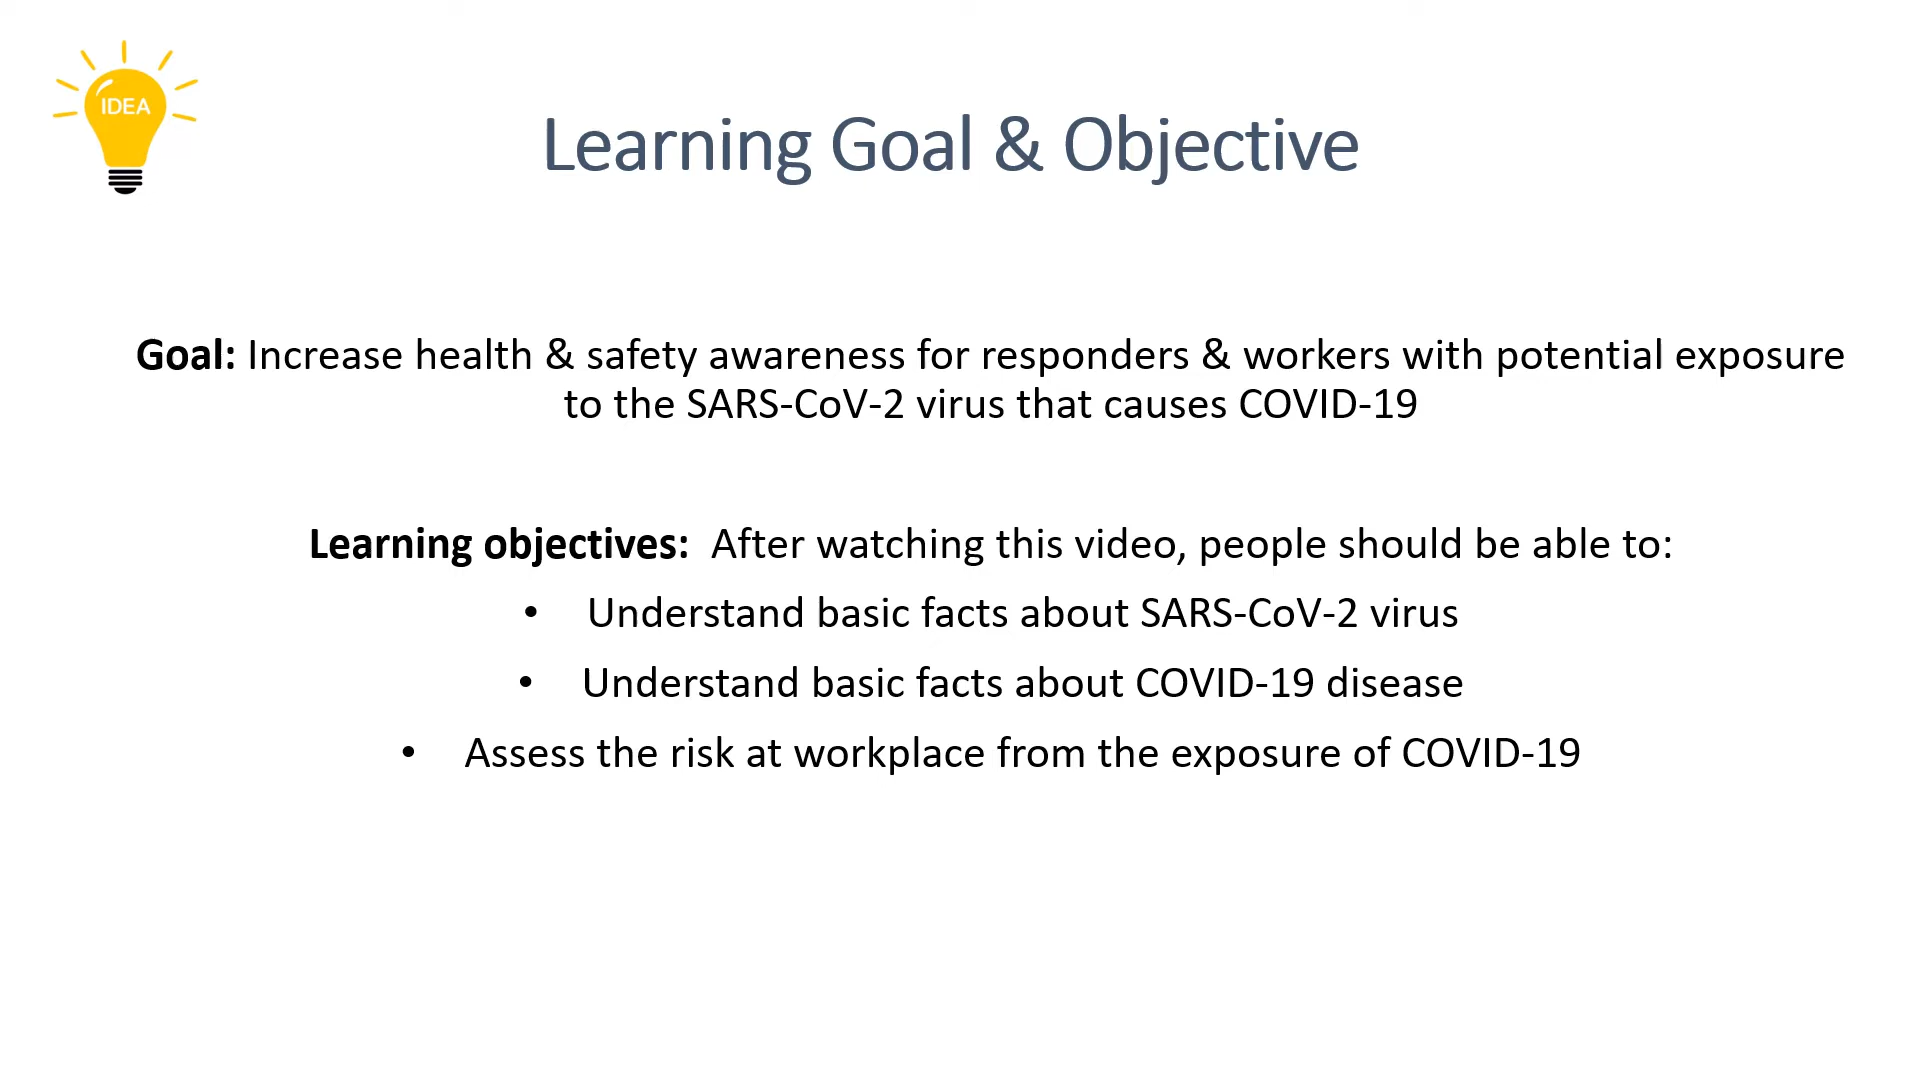 IDEA
Learning Goal & Objective
Goal: Increase health & safety awareness for responders & workers with potential exposure
to the SARS-CoV-2 virus that causes COVID-19
Learning objectives:  After watching this video, people should be able to:
• Understand basic facts about SARS-CoV-2 virus
• Understand basic facts about COVID-19 disease
• Assess the risk at workplace from the exposure of COVID-19